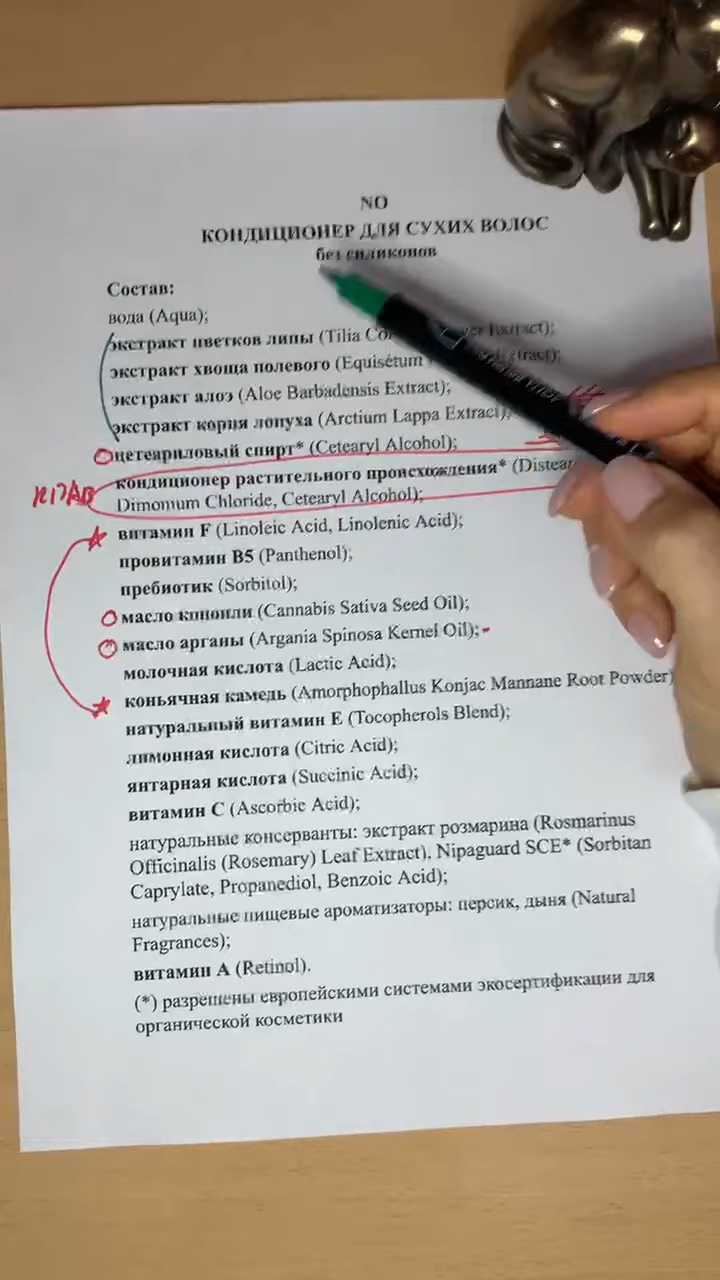 NO
КОНДИЦИОНЕР ДЛЯ СУХИХ ВОЛОС
без силиконов
Состав:
вода (Aqua);
экстракт цветков липы (Tilia Extract);
экстракт хвоща полевого (Equisetum
экстракт алоэ (Aloe Barbadensis Extract);
экстракт корня лопуха (Arctium Lappa Extract),
цетеариловый спирт* (Cetearyl Alcohol);
кондиционер растительного происхождения*
Dimonium Chloride, Cetearyl Alcohol);
КПАВ
витамин F (Linoleic Acid, Linolenic Acid);
провитамин B5 (Panthenol);
пребиотик (Sorbitol);
масло конопли (Cannabis Sativa Seed Oil);
масло арганы (Argania Spinosa Kernel Oil);
молочная кислота (Lactic Acid);
коньячная камедь (Amorphophallus Konjac Mannane Root Powder)
натуральный витамин Е (Tocopherols Blend);
лимонная кислота (Citric Acid);
янтарная кислота (Succinic Acid);
витамин С (Ascorbic Acid);
натуральные консерванты: экстракт розмарина (Rosmarinus
Officinalis (Rosemary) Leaf Extract), Nipaguard SCE* (Sorbitan
Caprylate, Propanediol, Benzoic Acid);
натуральные пищевые ароматизаторы: персик, дыня (Natural
Fragrances);
витамин А (Retinol).
(*) разрешены европейскими системами экосертификации для
органической косметики